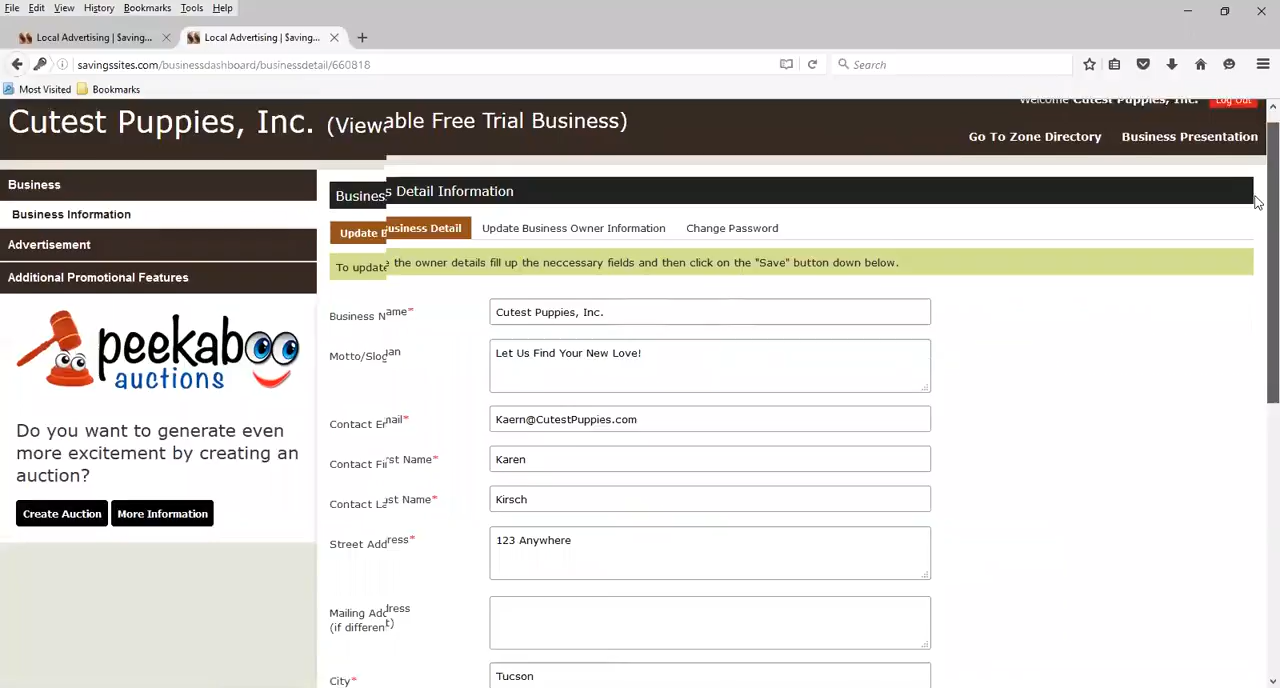 File Edit View History Bookmarks Tools Help
Local Advertising | Saving... Local Advertising | Saving...
savingssites.com/businessdashboard/businessdetail/660818 Search
Most Visited Bookmarks
Welcome Cutest Puppies, Inc. Log Out
Cutest Puppies, Inc. (Viewable Free Trial Business)
Go To Zone Directory Business Presentation
Business
Business Information
Advertisement
Additional Promotional Features
peekaboo
auctions
Do you want to generate even
more excitement by creating an
auction?
Create Auction More Information
Business Detail Information
Update Business Detail Update Business Owner Information Change Password
To update the owner details fill up the neccessary fields and then click on the "Save" button down below.
Business Name* Cutest Puppies, Inc.
Motto/Slogan Let Us Find Your New Love!
Contact Email* Kaern@CutestPuppies.com
Contact First Name* Karen
Contact Last Name* Kirsch
Street Address* 123 Anywhere
Mailing Address
(if different)
City* Tucson